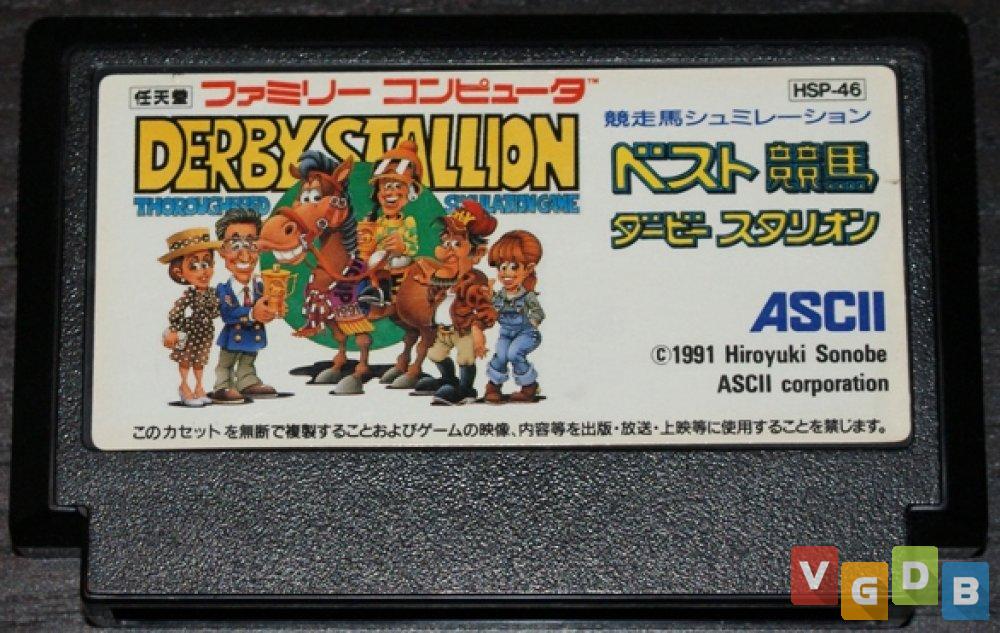 任天堂 ファミリー コンピュータ™
HSP-46
DERBY STALLION
THOROUGHBRED SIMULATION GAME
競走馬シュミレーション
ベスト 競馬
ダービー スタリオン
ASCII
©1991 Hiroyuki Sonobe
ASCII corporation
このカセットを無断で複製することおよびゲームの映像、内容等を出版・放送・上映等に使用することを禁じます。
VGDB